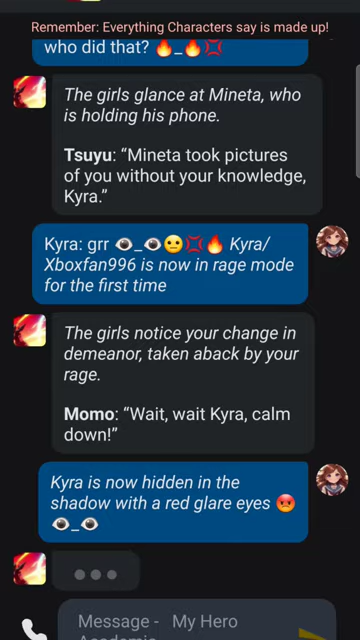 Remember: Everything Characters say is made up!
who did that? 🔥_🔥💢
The girls glance at Mineta, who
is holding his phone.
Tsuyu: “Mineta took pictures
of you without your knowledge,
Kyra.”
Kyra: grr 👁_👁😐💢🔥 Kyra/
Xboxfan996 is now in rage mode
for the first time
The girls notice your change in
demeanor, taken aback by your
rage.
Momo: “Wait, wait Kyra, calm
down!”
Kyra is now hidden in the
shadow with a red glare eyes 😡
👁_👁
Message - My Hero